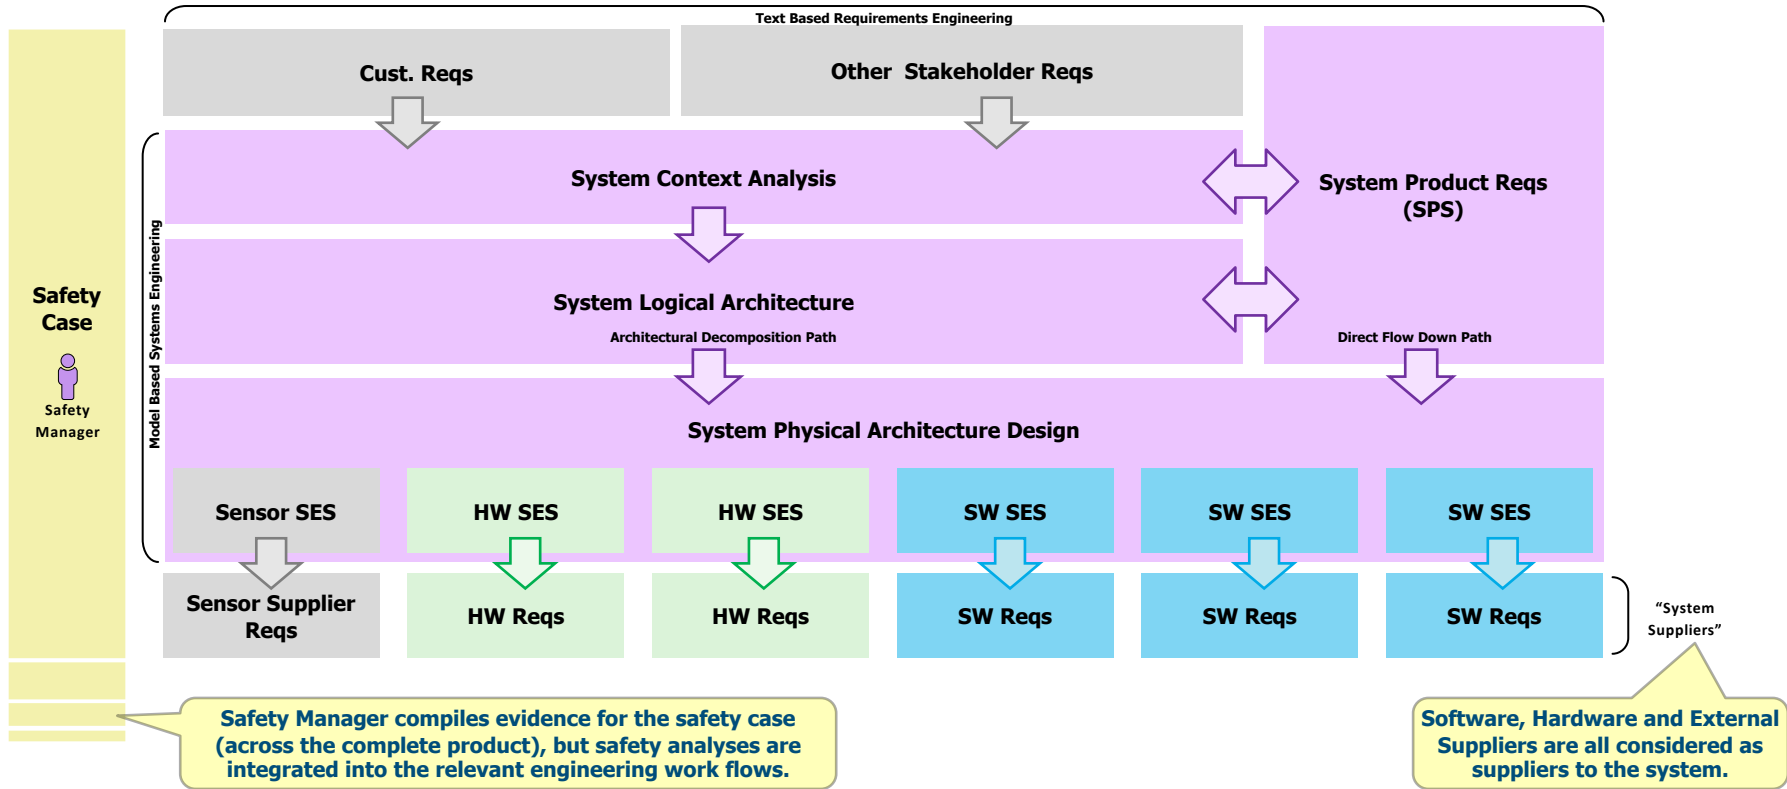 Text Based Requirements Engineering
Cust. Reqs
Other Stakeholder Reqs
System Context Analysis
System Product Reqs
(SPS)
Model Based Systems Engineering
System Logical Architecture
Architectural Decomposition Path
Direct Flow Down Path
Safety
Case
Safety
Manager
System Physical Architecture Design
Sensor SES
HW SES
HW SES
SW SES
SW SES
SW SES
Sensor Supplier
Reqs
HW Reqs
HW Reqs
SW Reqs
SW Reqs
SW Reqs
“System
Suppliers”
Safety Manager compiles evidence for the safety case
(across the complete product), but safety analyses are
integrated into the relevant engineering work flows.
Software, Hardware and External
Suppliers are all considered as
suppliers to the system.